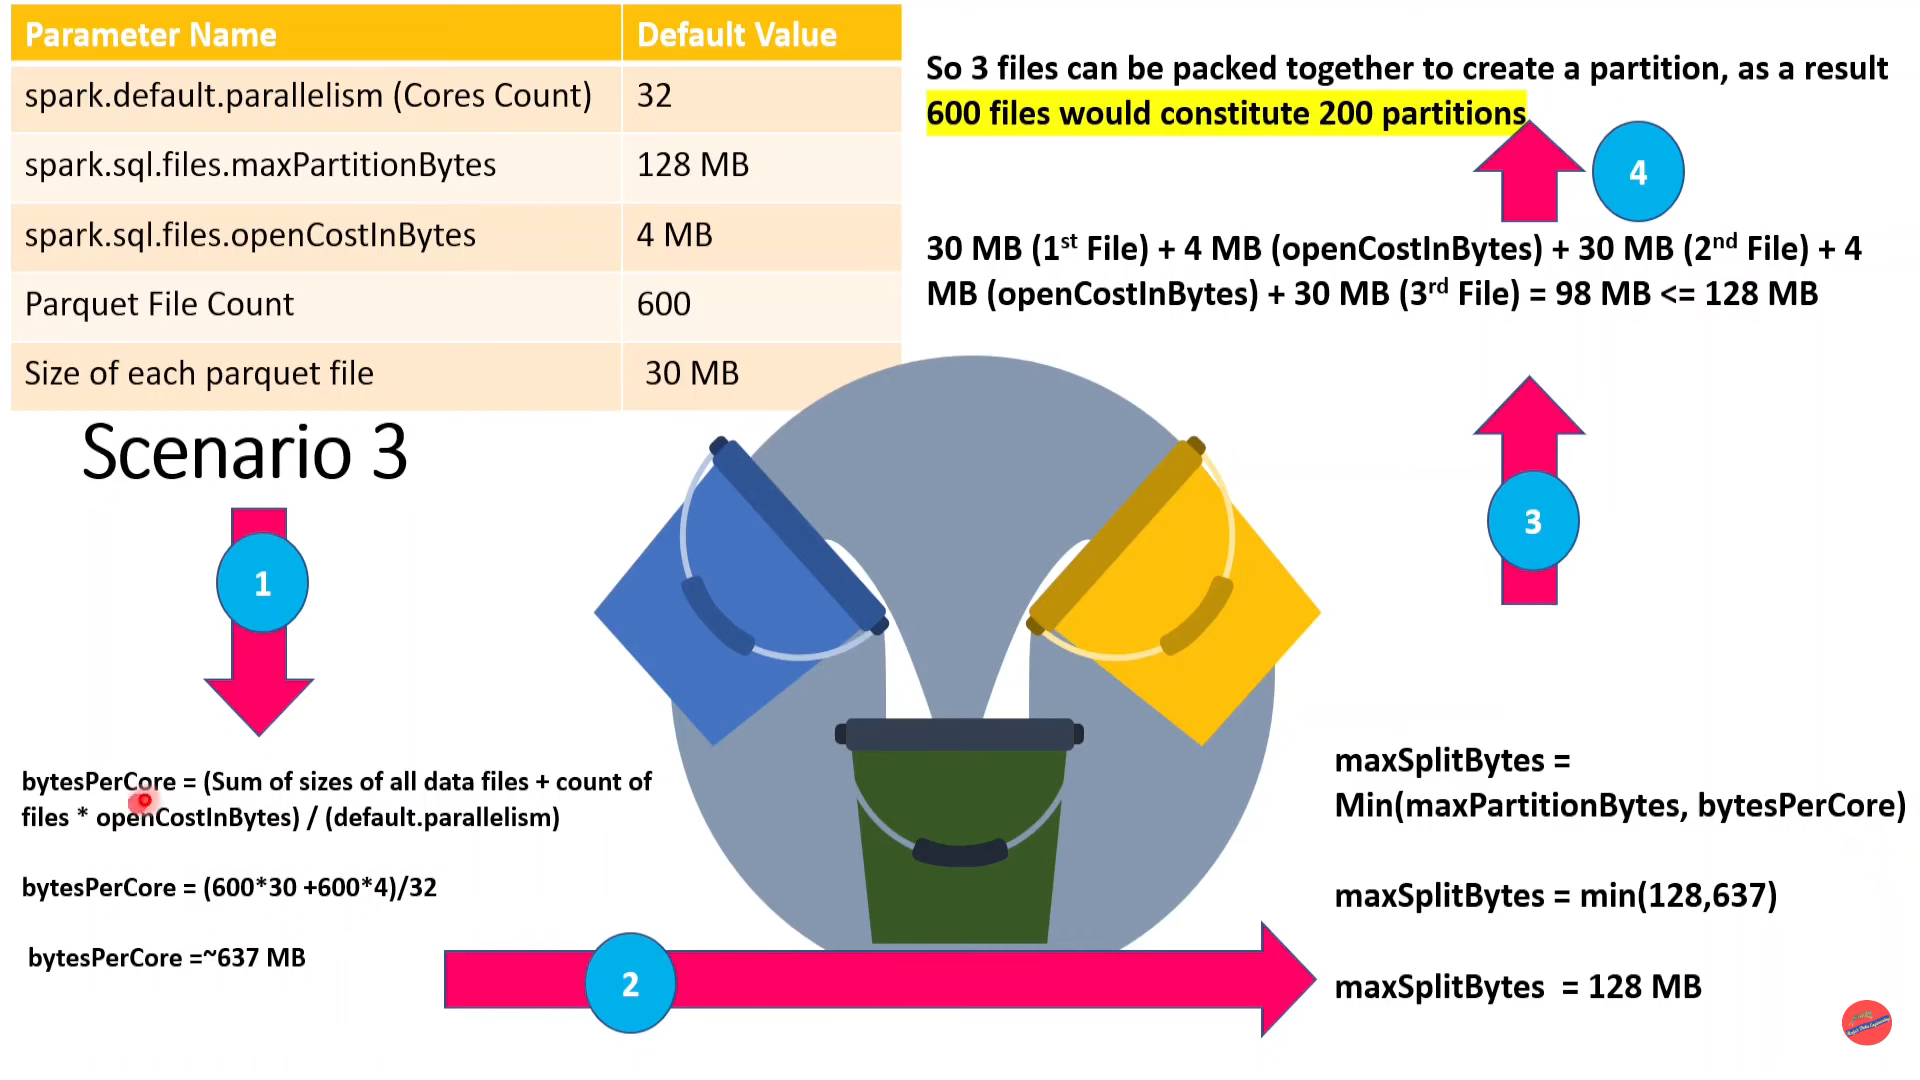 Parameter Name Default Value
spark.default.parallelism (Cores Count) 32
spark.sql.files.maxPartitionBytes 128 MB
spark.sql.files.openCostInBytes 4 MB
Parquet File Count 600
Size of each parquet file 30 MB
So 3 files can be packed together to create a partition, as a result
600 files would constitute 200 partitions
4
30 MB (1st File) + 4 MB (openCostInBytes) + 30 MB (2nd File) + 4
MB (openCostInBytes) + 30 MB (3rd File) = 98 MB <= 128 MB
Scenario 3
1
3
bytesPerCore = (Sum of sizes of all data files + count of
files * openCostInBytes) / (default.parallelism)
bytesPerCore = (600*30 +600*4)/32
bytesPerCore =~637 MB
2
maxSplitBytes =
Min(maxPartitionBytes, bytesPerCore)
maxSplitBytes = min(128,637)
maxSplitBytes = 128 MB